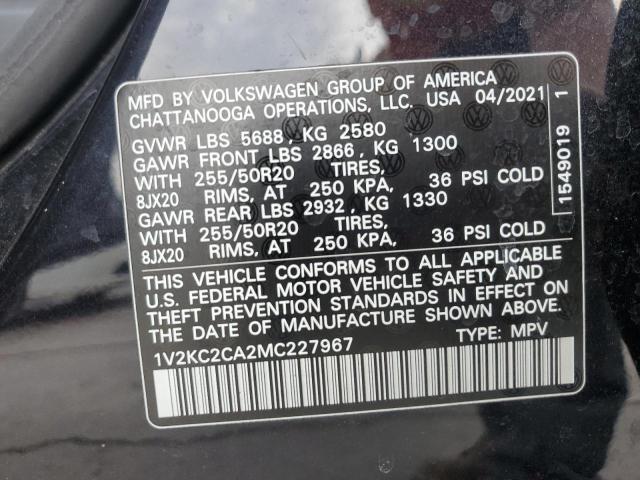 MFD BY VOLKSWAGEN GROUP OF AMERICA
CHATTANOOGA OPERATIONS, LLC. USA 04/2021
GVWR LBS 5688, KG 2580
GAWR FRONT LBS 2866, KG 1300
WITH 255/50R20 TIRES,
8JX20 RIMS, AT 250 KPA, 36 PSI COLD
GAWR REAR LBS 2932, KG 1330
WITH 255/50R20 TIRES,
8JX20 RIMS, AT 250 KPA, 36 PSI COLD
THIS VEHICLE CONFORMS TO ALL APPLICABLE
U.S. FEDERAL MOTOR VEHICLE SAFETY AND
THEFT PREVENTION STANDARDS IN EFFECT ON
THE DATE OF MANUFACTURE SHOWN ABOVE.
1V2KC2CA2MC227967 TYPE: MPV
1549019 1